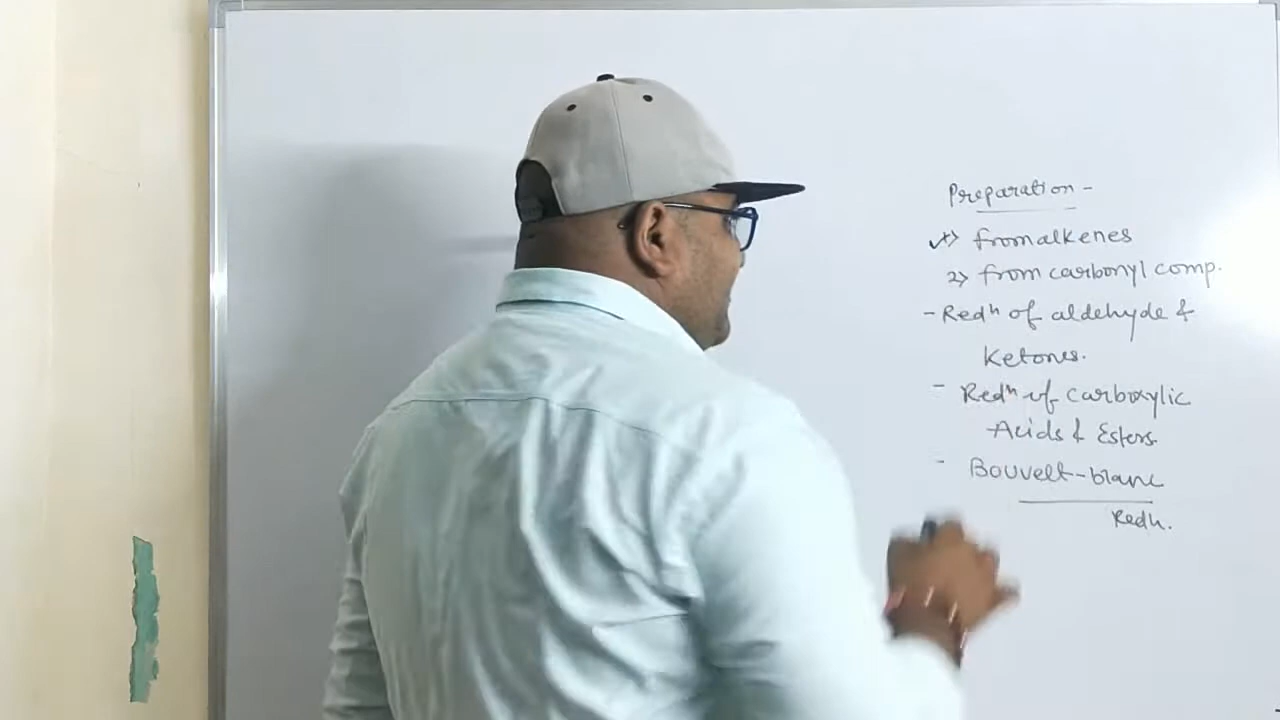 Preparation -
1> from alkenes
2> from carbonyl comp.
- Redn of aldehyde &
Ketones.
- Redn of carboxylic
Acids & Esters.
- Bouvelt-blanc
Redn.